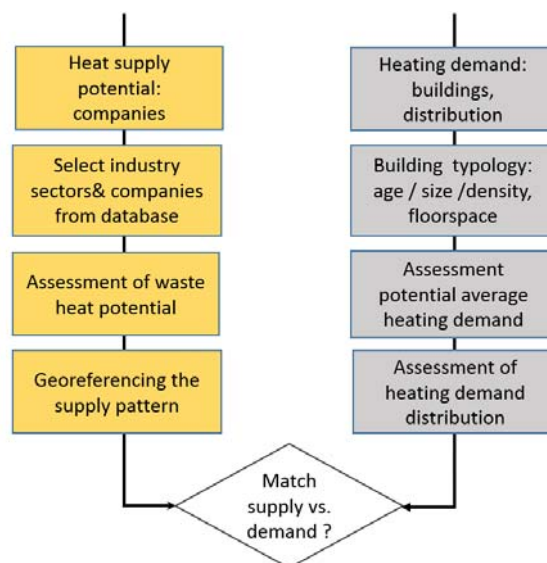 Heat supply
potential:
companies
Select industry
sectors& companies
from database
Assessment of waste
heat potential
Georeferencing the
supply pattern
Heating demand:
buildings,
distribution
Building typology:
age / size /density,
floorspace
Assessment
potential average
heating demand
Assessment of
heating demand
distribution
Match
supply vs.
demand ?